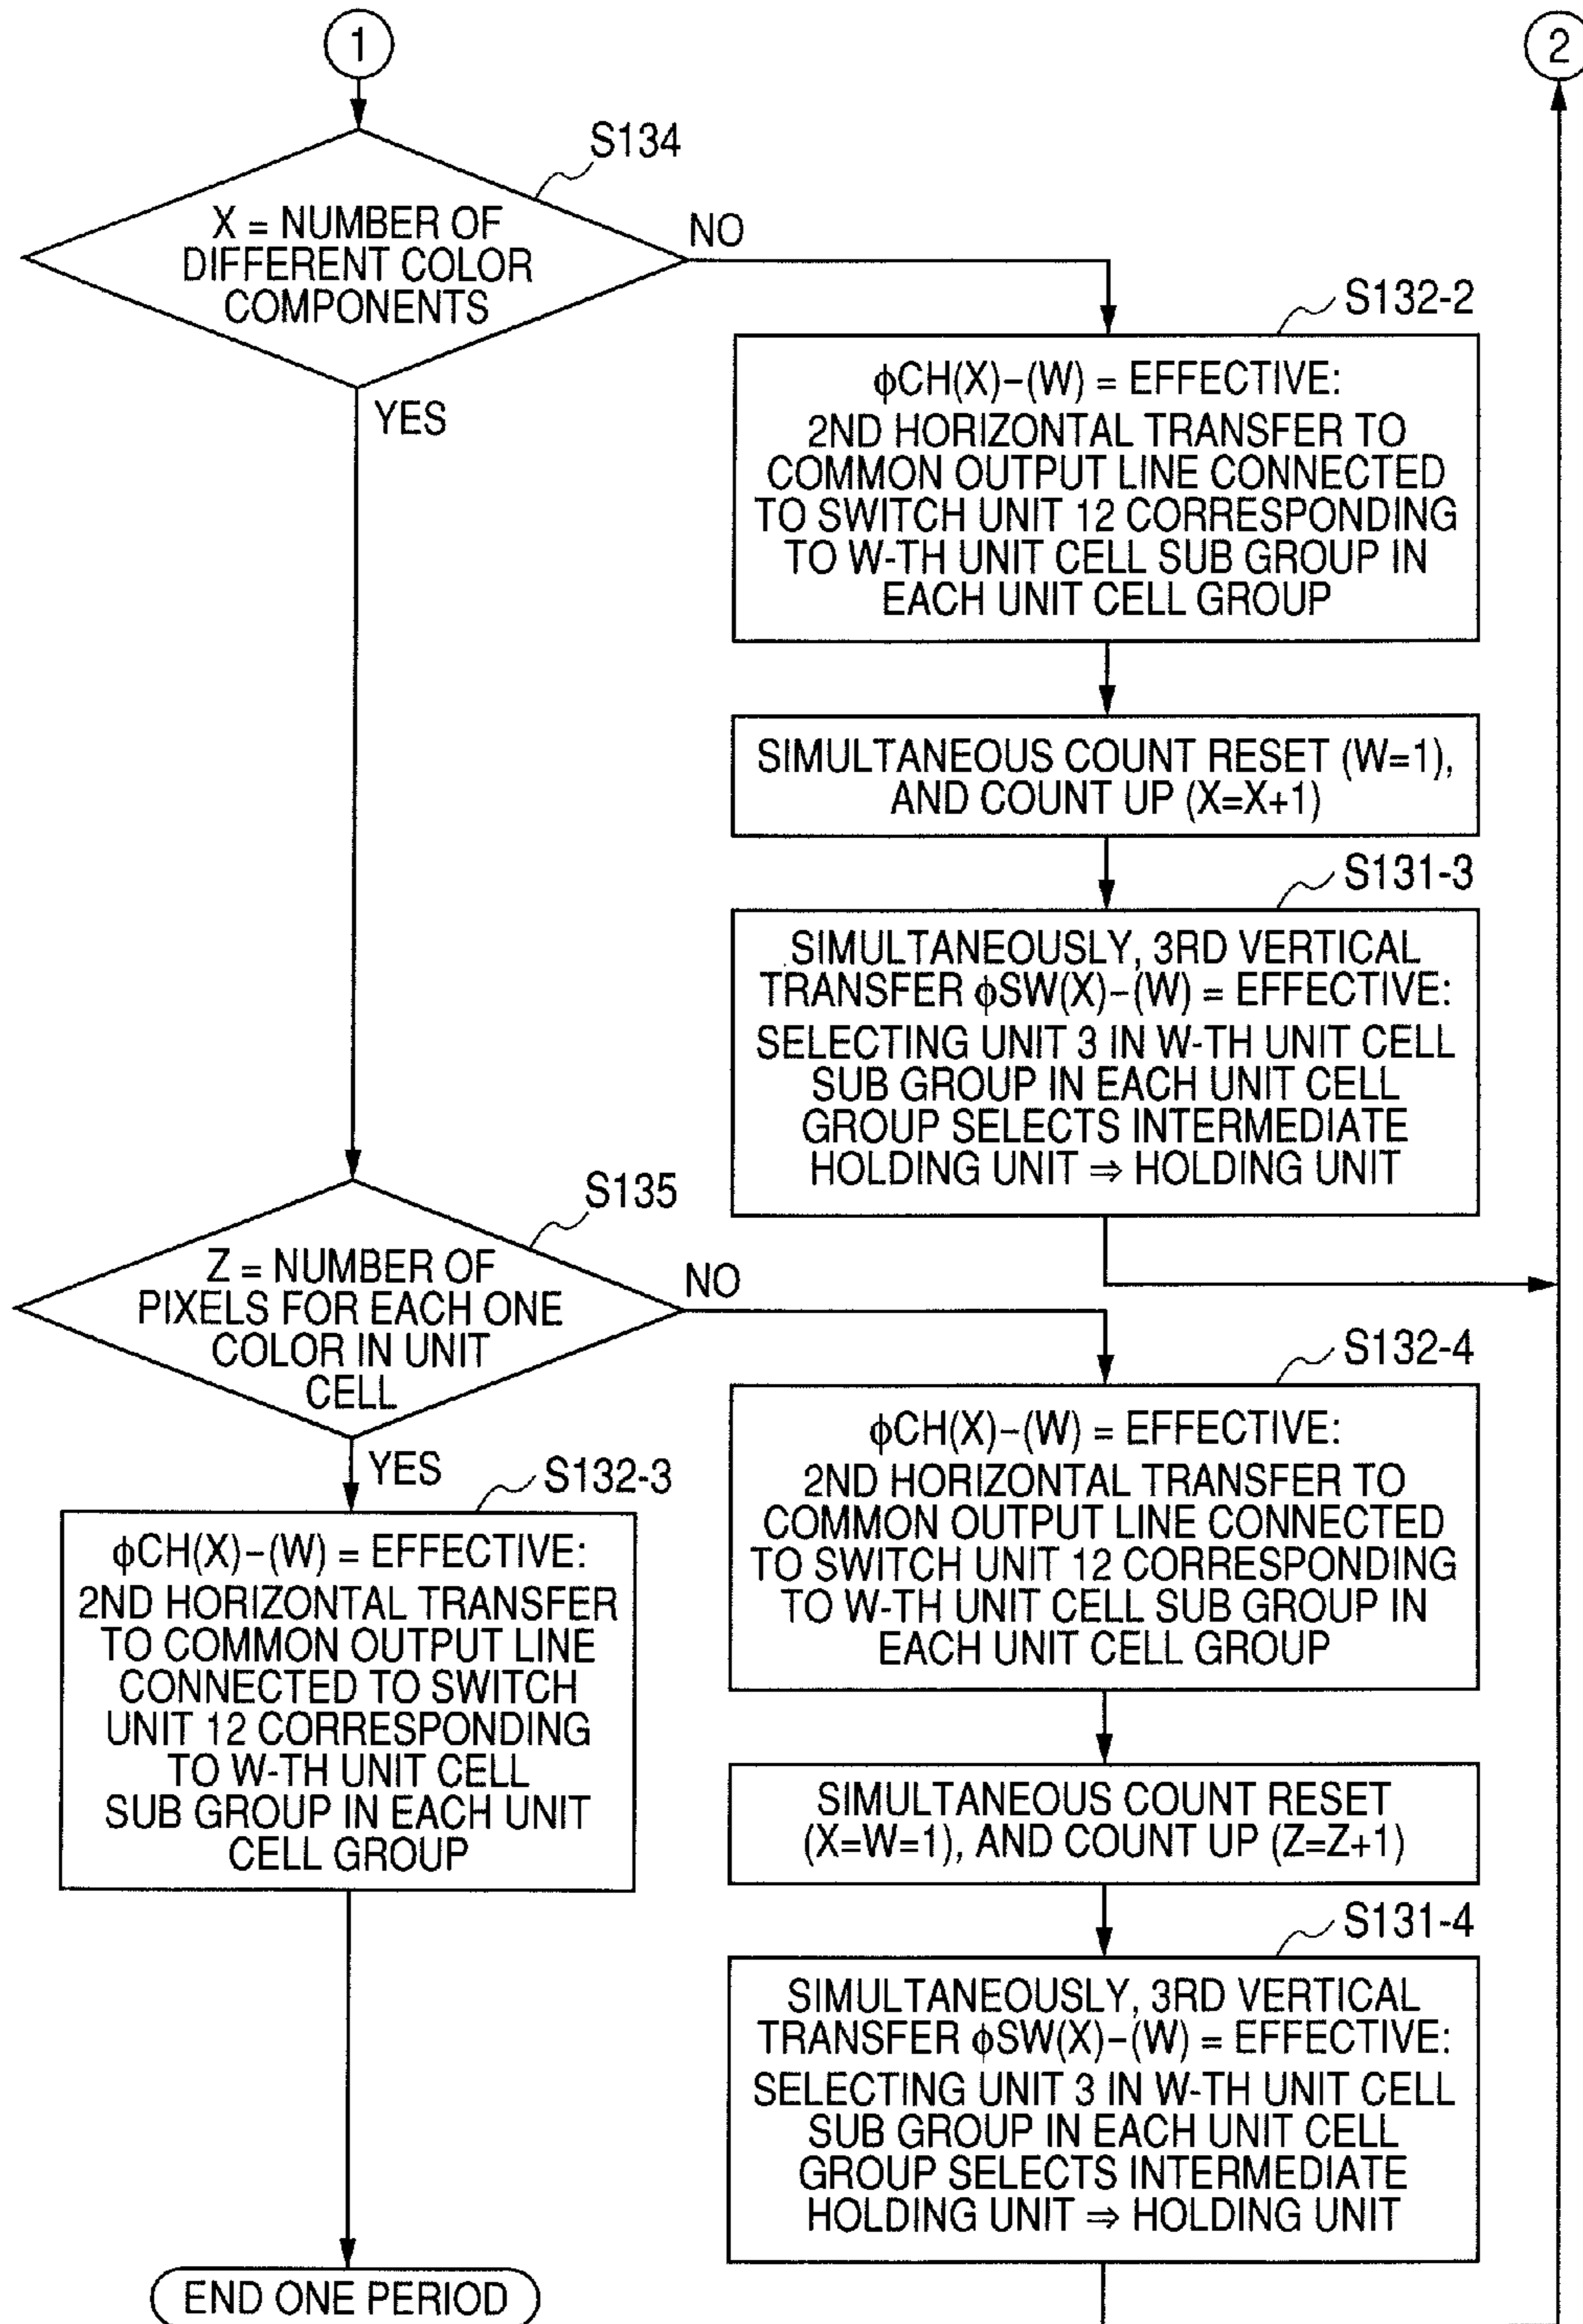 1
2
S134
X = NUMBER OF
DIFFERENT COLOR
COMPONENTS
NO
YES
S132-2
ϕCH(X)−(W) = EFFECTIVE:
2ND HORIZONTAL TRANSFER TO
COMMON OUTPUT LINE CONNECTED
TO SWITCH UNIT 12 CORRESPONDING
TO W-TH UNIT CELL SUB GROUP IN
EACH UNIT CELL GROUP
SIMULTANEOUS COUNT RESET (W=1),
AND COUNT UP (X=X+1)
S131-3
SIMULTANEOUSLY, 3RD VERTICAL
TRANSFER ϕSW(X)−(W) = EFFECTIVE:
SELECTING UNIT 3 IN W-TH UNIT CELL
SUB GROUP IN EACH UNIT CELL
GROUP SELECTS INTERMEDIATE
HOLDING UNIT ⇒ HOLDING UNIT
S135
Z = NUMBER OF
PIXELS FOR EACH ONE
COLOR IN UNIT
CELL
NO
YES
S132-3
ϕCH(X)−(W) = EFFECTIVE:
2ND HORIZONTAL TRANSFER
TO COMMON OUTPUT LINE
CONNECTED TO SWITCH
UNIT 12 CORRESPONDING
TO W-TH UNIT CELL
SUB GROUP IN EACH UNIT
CELL GROUP
S132-4
ϕCH(X)−(W) = EFFECTIVE:
2ND HORIZONTAL TRANSFER TO
COMMON OUTPUT LINE CONNECTED
TO SWITCH UNIT 12 CORRESPONDING
TO W-TH UNIT CELL SUB GROUP IN
EACH UNIT CELL GROUP
SIMULTANEOUS COUNT RESET
(X=W=1), AND COUNT UP (Z=Z+1)
S131-4
SIMULTANEOUSLY, 3RD VERTICAL
TRANSFER ϕSW(X)−(W) = EFFECTIVE:
SELECTING UNIT 3 IN W-TH UNIT CELL
SUB GROUP IN EACH UNIT CELL
GROUP SELECTS INTERMEDIATE
HOLDING UNIT ⇒ HOLDING UNIT
END ONE PERIOD